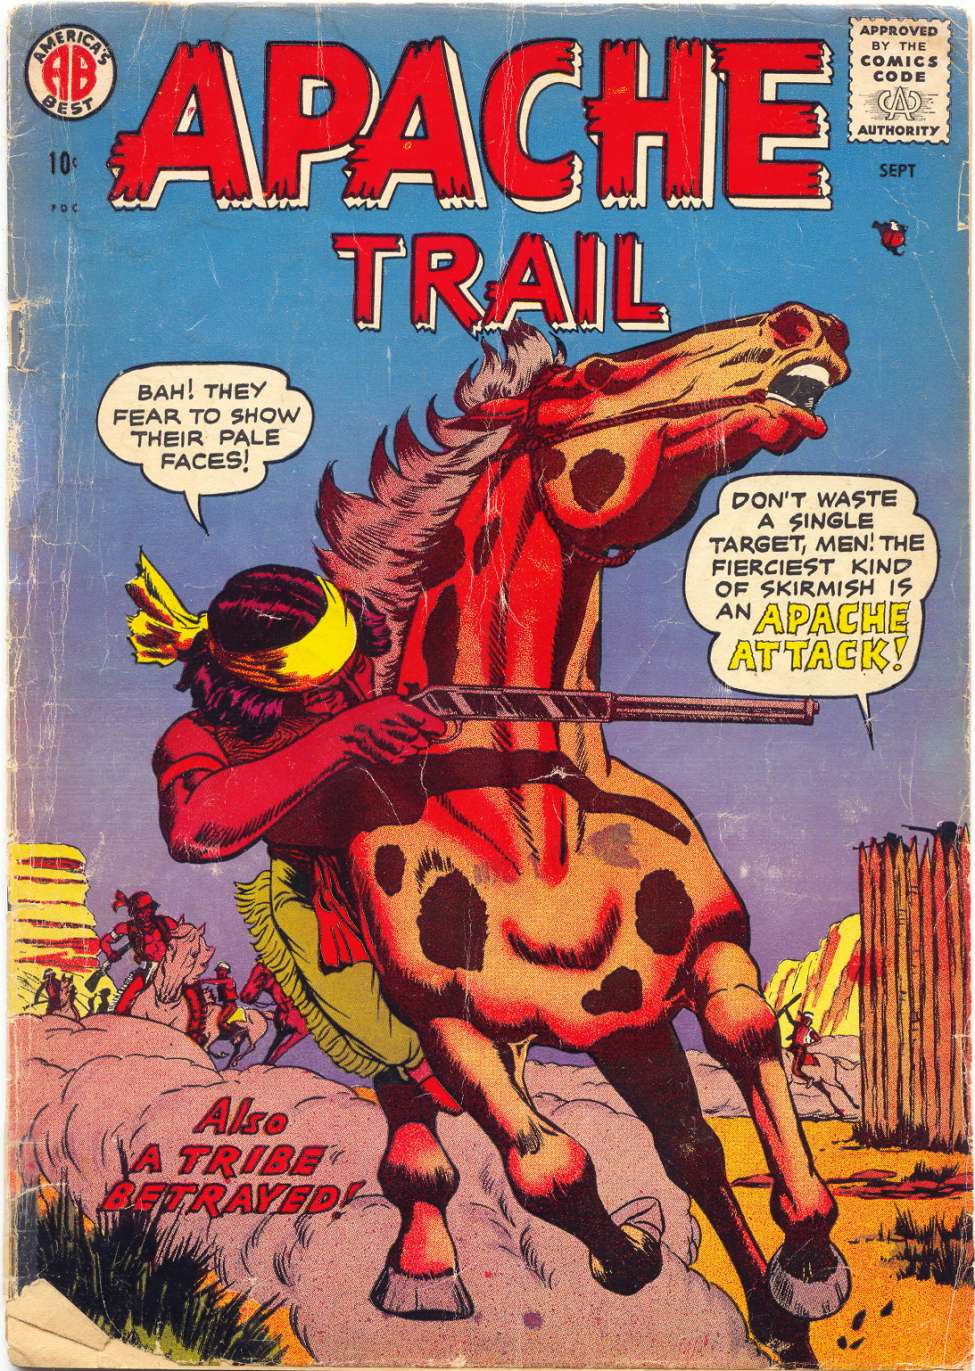 AMERICA'S
AB
BEST
10¢
PDC
APACHE
TRAIL
APPROVED
BY THE
COMICS
CODE
CA
AUTHORITY
SEPT
BAH! THEY
FEAR TO SHOW
THEIR PALE
FACES!
DON'T WASTE
A SINGLE
TARGET, MEN! THE
FIERCIEST KIND
OF SKIRMISH IS
AN APACHE
ATTACK!
Also
A TRIBE
BETRAYED!